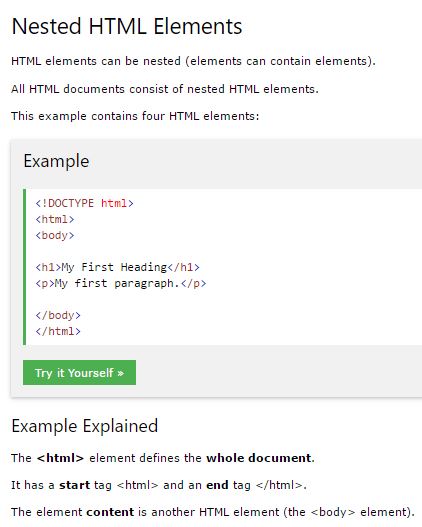 Nested HTML Elements
HTML elements can be nested (elements can contain elements).
All HTML documents consist of nested HTML elements.
This example contains four HTML elements:
Example
<!DOCTYPE html>
<html>
<body>
<h1>My First Heading</h1>
<p>My first paragraph.</p>
</body>
</html>
Try it Yourself »
Example Explained
The <html> element defines the whole document.
It has a start tag <html> and an end tag </html>.
The element content is another HTML element (the <body> element).